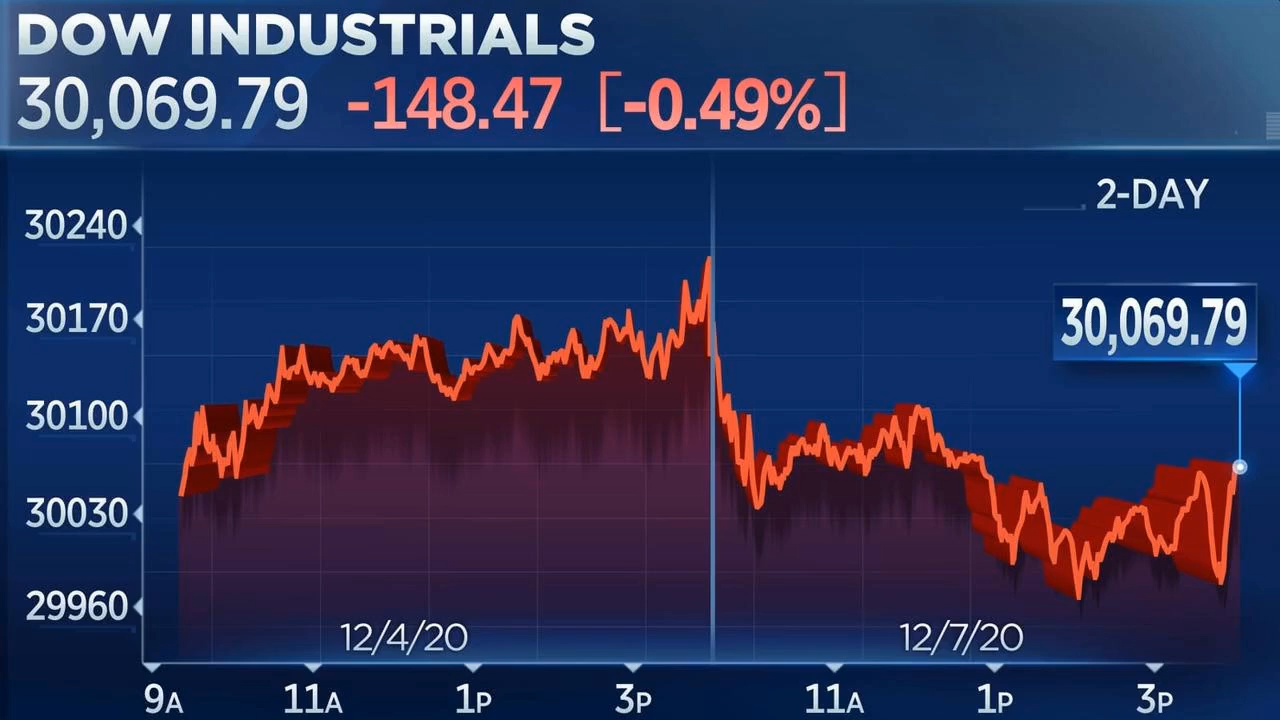 DOW INDUSTRIALS
30,069.79 -148.47 [-0.49%]
2-DAY
30240
30170
30,069.79
30100
30030
29960
12/4/20 12/7/20
9A 11A 1P 3P 11A 1P 3P